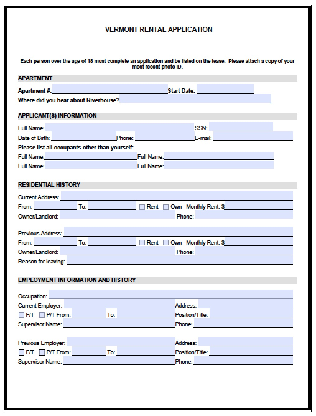 VERMONT RENTAL APPLICATION
Each person over the age of 18 must complete an application and be listed on the lease. Please attach a copy of your
most recent photo ID.
APARTMENT
Apartment #: Start Date:
Where did you hear about Riverhouse?
APPLICANT(S) INFORMATION
Full Name: SSN:
Date of Birth: Phone: E-mail:
Please list all occupants other than yourself:
Full Name: Full Name:
Full Name: Full Name:
RESIDENTIAL HISTORY
Current Address:
From: To: Rent Own Monthly Rent: $
Owner/Landlord: Phone:
Previous Address:
From: To: Rent Own Monthly Rent: $
Owner/Landlord: Phone:
Reason for leaving:
EMPLOYMENT INFORMATION AND HISTORY
Occupation:
Current Employer: Address:
F/T P/T From: To: Position/Title:
Supervisor Name: Phone:
Previous Employer: Address:
F/T P/T From: To: Position/Title:
Supervisor Name: Phone: